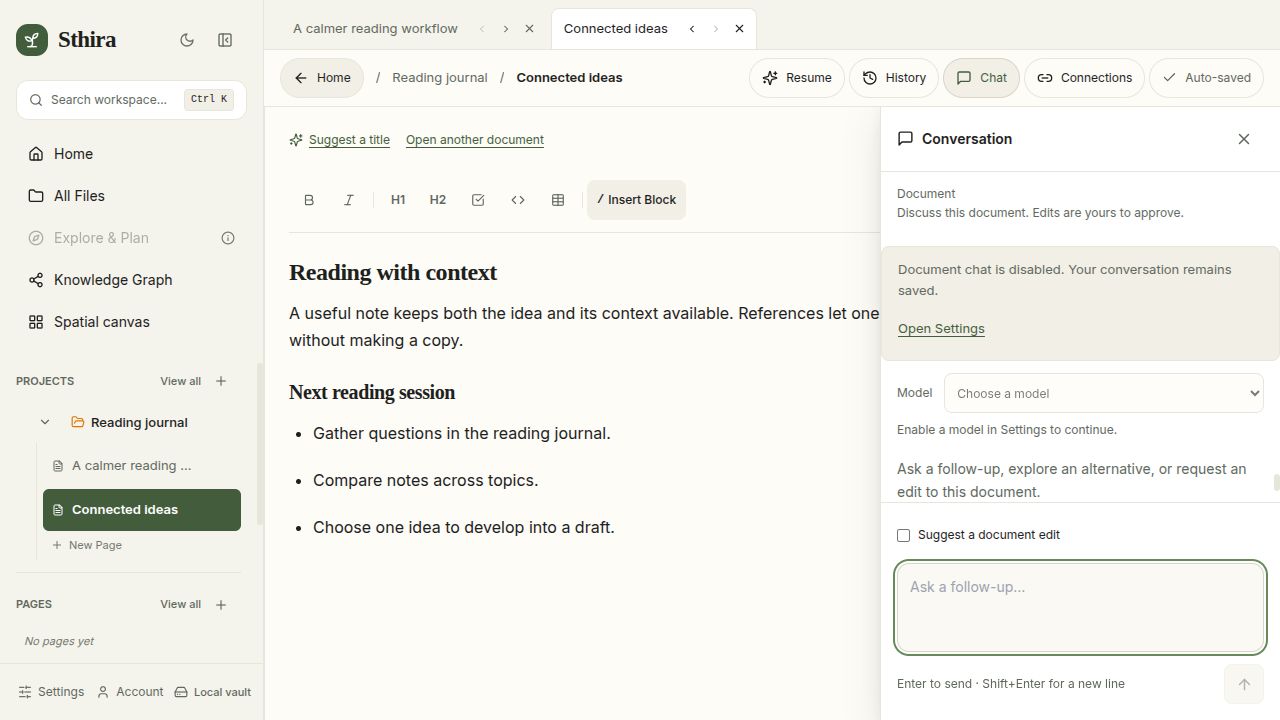 Sthira
Search workspace...
Ctrl K
Home
All Files
Explore & Plan
Knowledge Graph
Spatial canvas
PROJECTS
View all
Reading journal
A calmer reading ...
Connected ideas
New Page
PAGES
View all
No pages yet
Settings
Account
Local vault
A calmer reading workflow
Connected ideas
Home
/ Reading journal / Connected ideas
Resume
History
Chat
Connections
Auto-saved
Suggest a title
Open another document
B
I
H1
H2
/ Insert Block
Reading with context
A useful note keeps both the idea and its context available. References let one
without making a copy.
Next reading session
• Gather questions in the reading journal.
• Compare notes across topics.
• Choose one idea to develop into a draft.
Conversation
Document
Discuss this document. Edits are yours to approve.
Document chat is disabled. Your conversation remains
saved.
Open Settings
Model
Choose a model
Enable a model in Settings to continue.
Ask a follow-up, explore an alternative, or request an
edit to this document.
Suggest a document edit
Ask a follow-up...
Enter to send · Shift+Enter for a new line